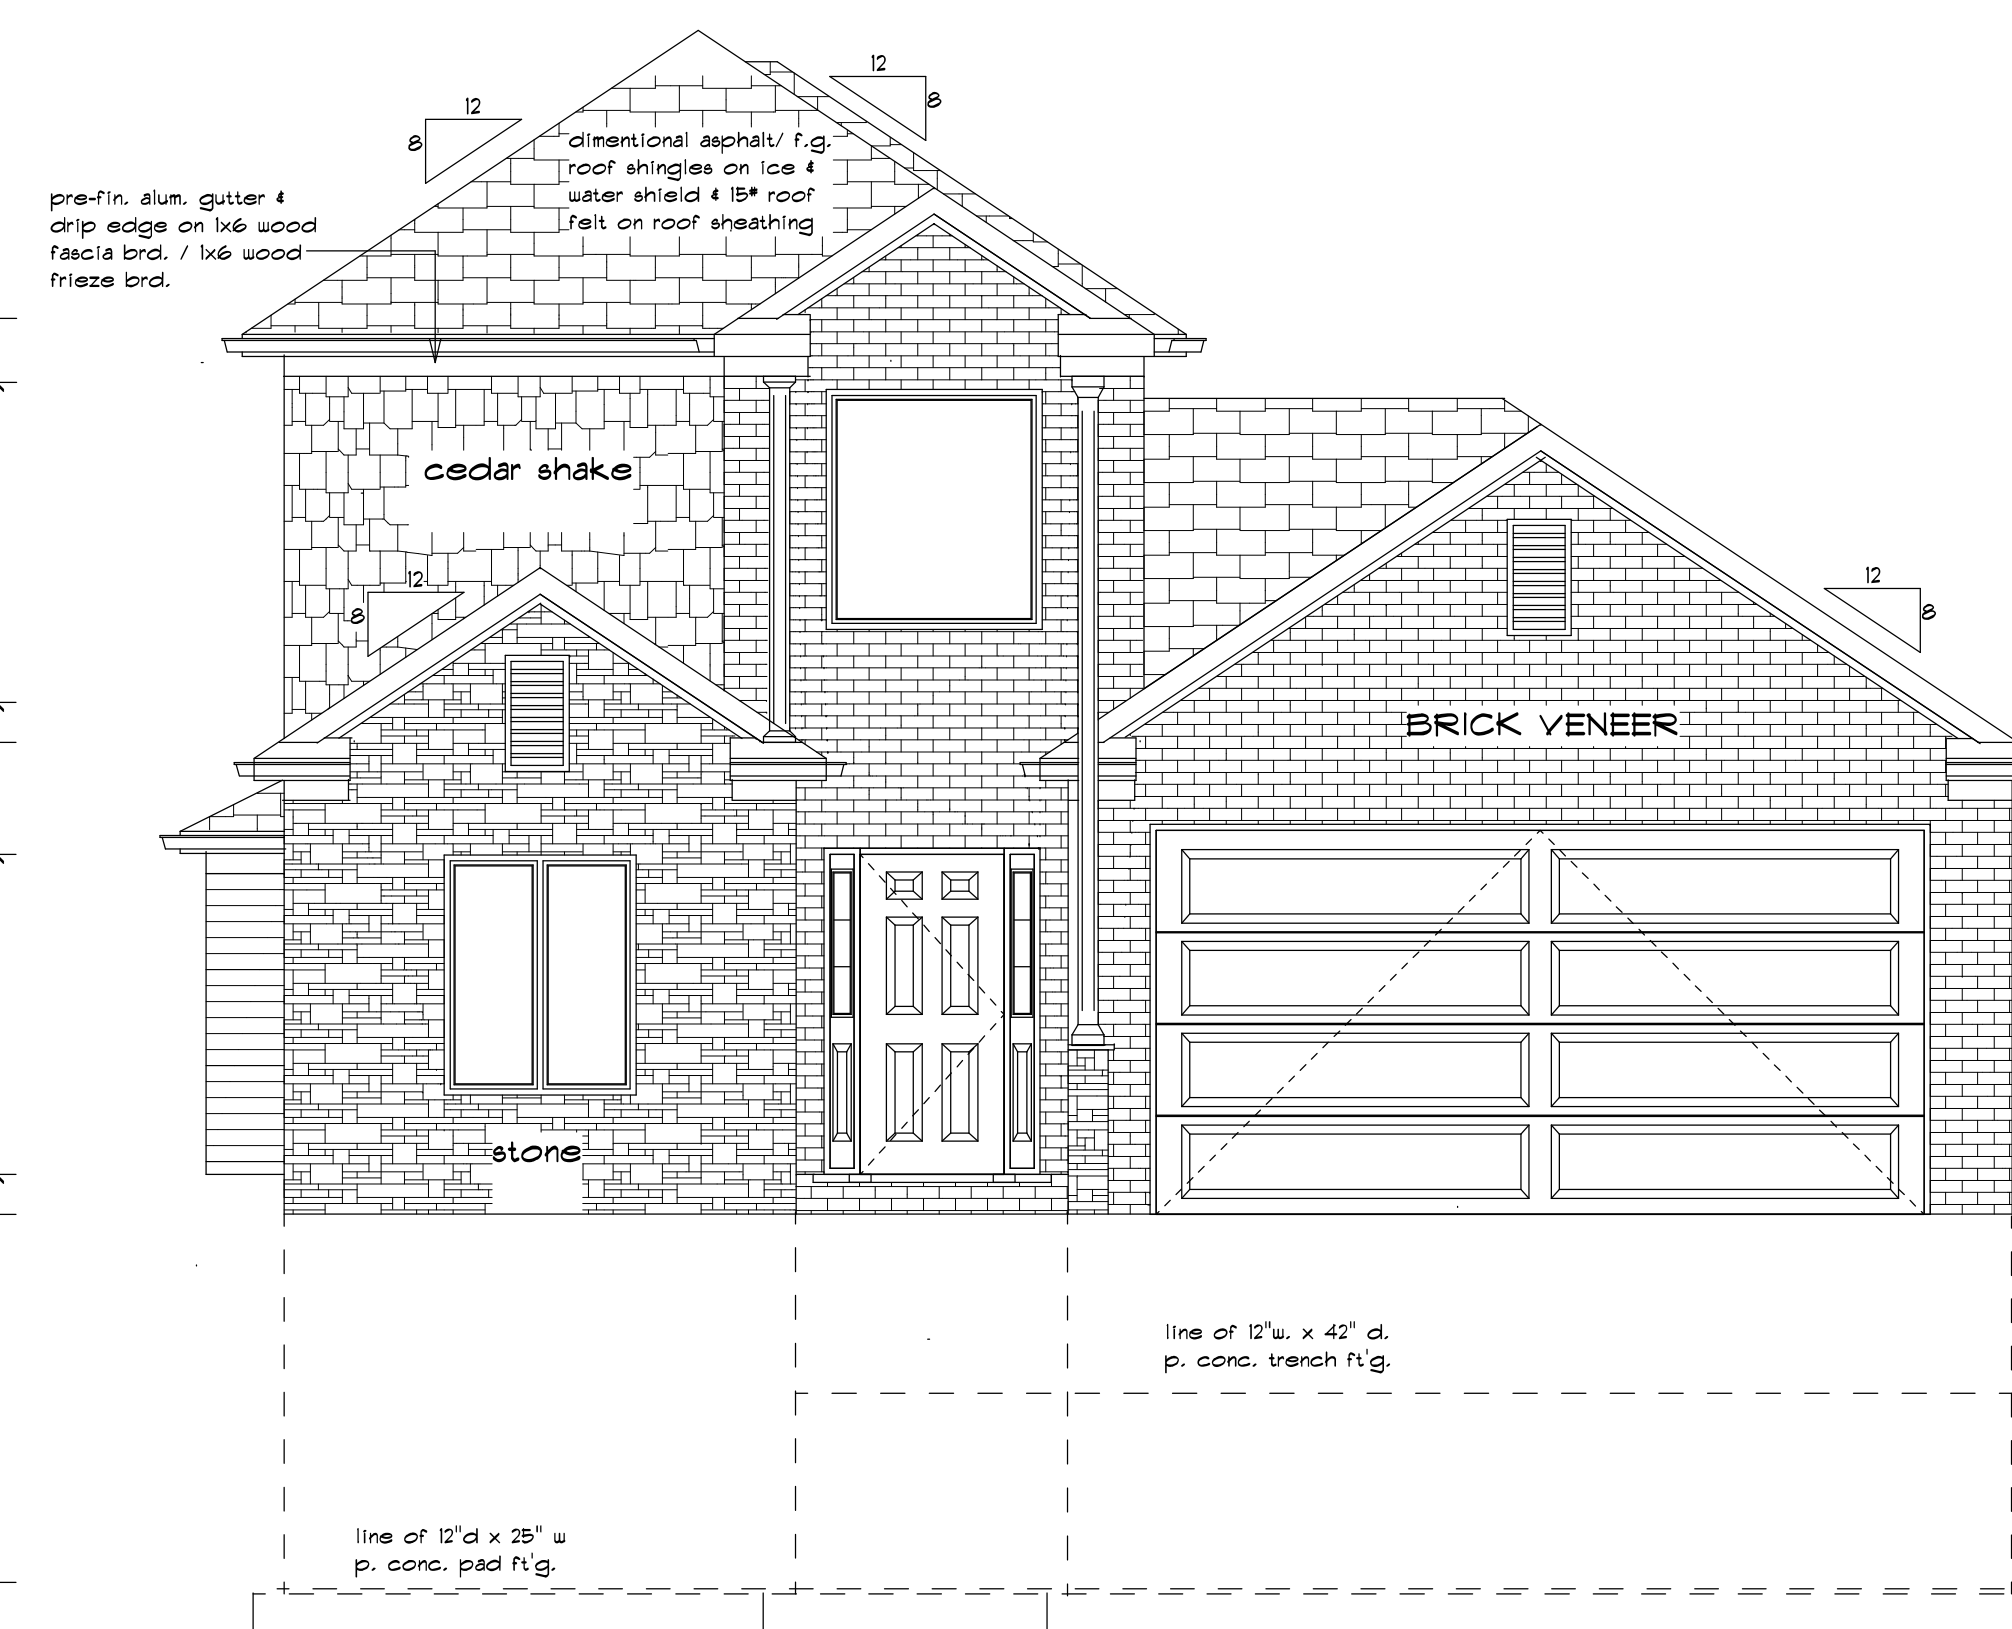 12
8
12
8
dimentional asphalt/ f.g.
roof shingles on ice &
water shield & 15# roof
felt on roof sheathing
pre-fin. alum. gutter &
drip edge on 1x6 wood
fascia brd. / 1x6 wood
frieze brd.
cedar shake
12
8
12
8
BRICK VENEER
stone
line of 12"w. x 42" d.
p. conc. trench ft'g.
line of 12"d x 25" w
p. conc. pad ft'g.